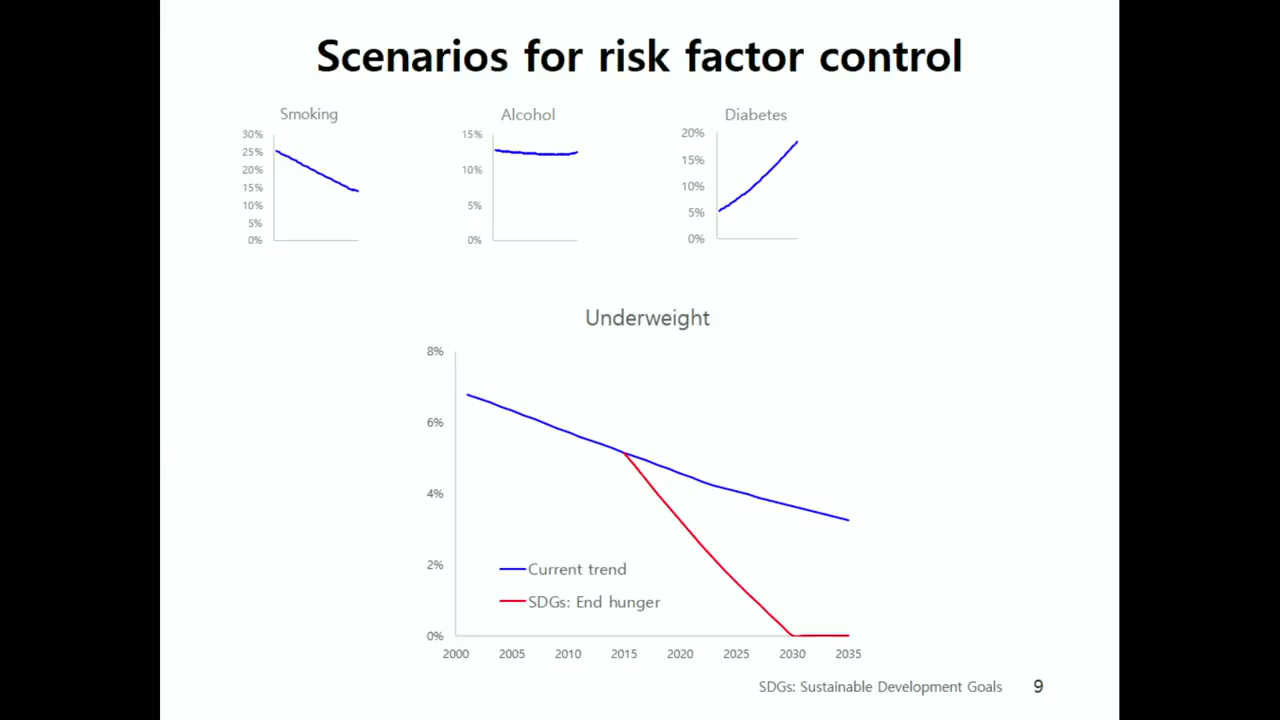 Scenarios for risk factor control
Smoking
30%
25%
20%
15%
10%
5%
0%
Alcohol
15%
10%
5%
0%
Diabetes
20%
15%
10%
5%
0%
Underweight
8%
6%
4%
2%
0%
Current trend
SDGs: End hunger
2000 2005 2010 2015 2020 2025 2030 2035
SDGs: Sustainable Development Goals 9